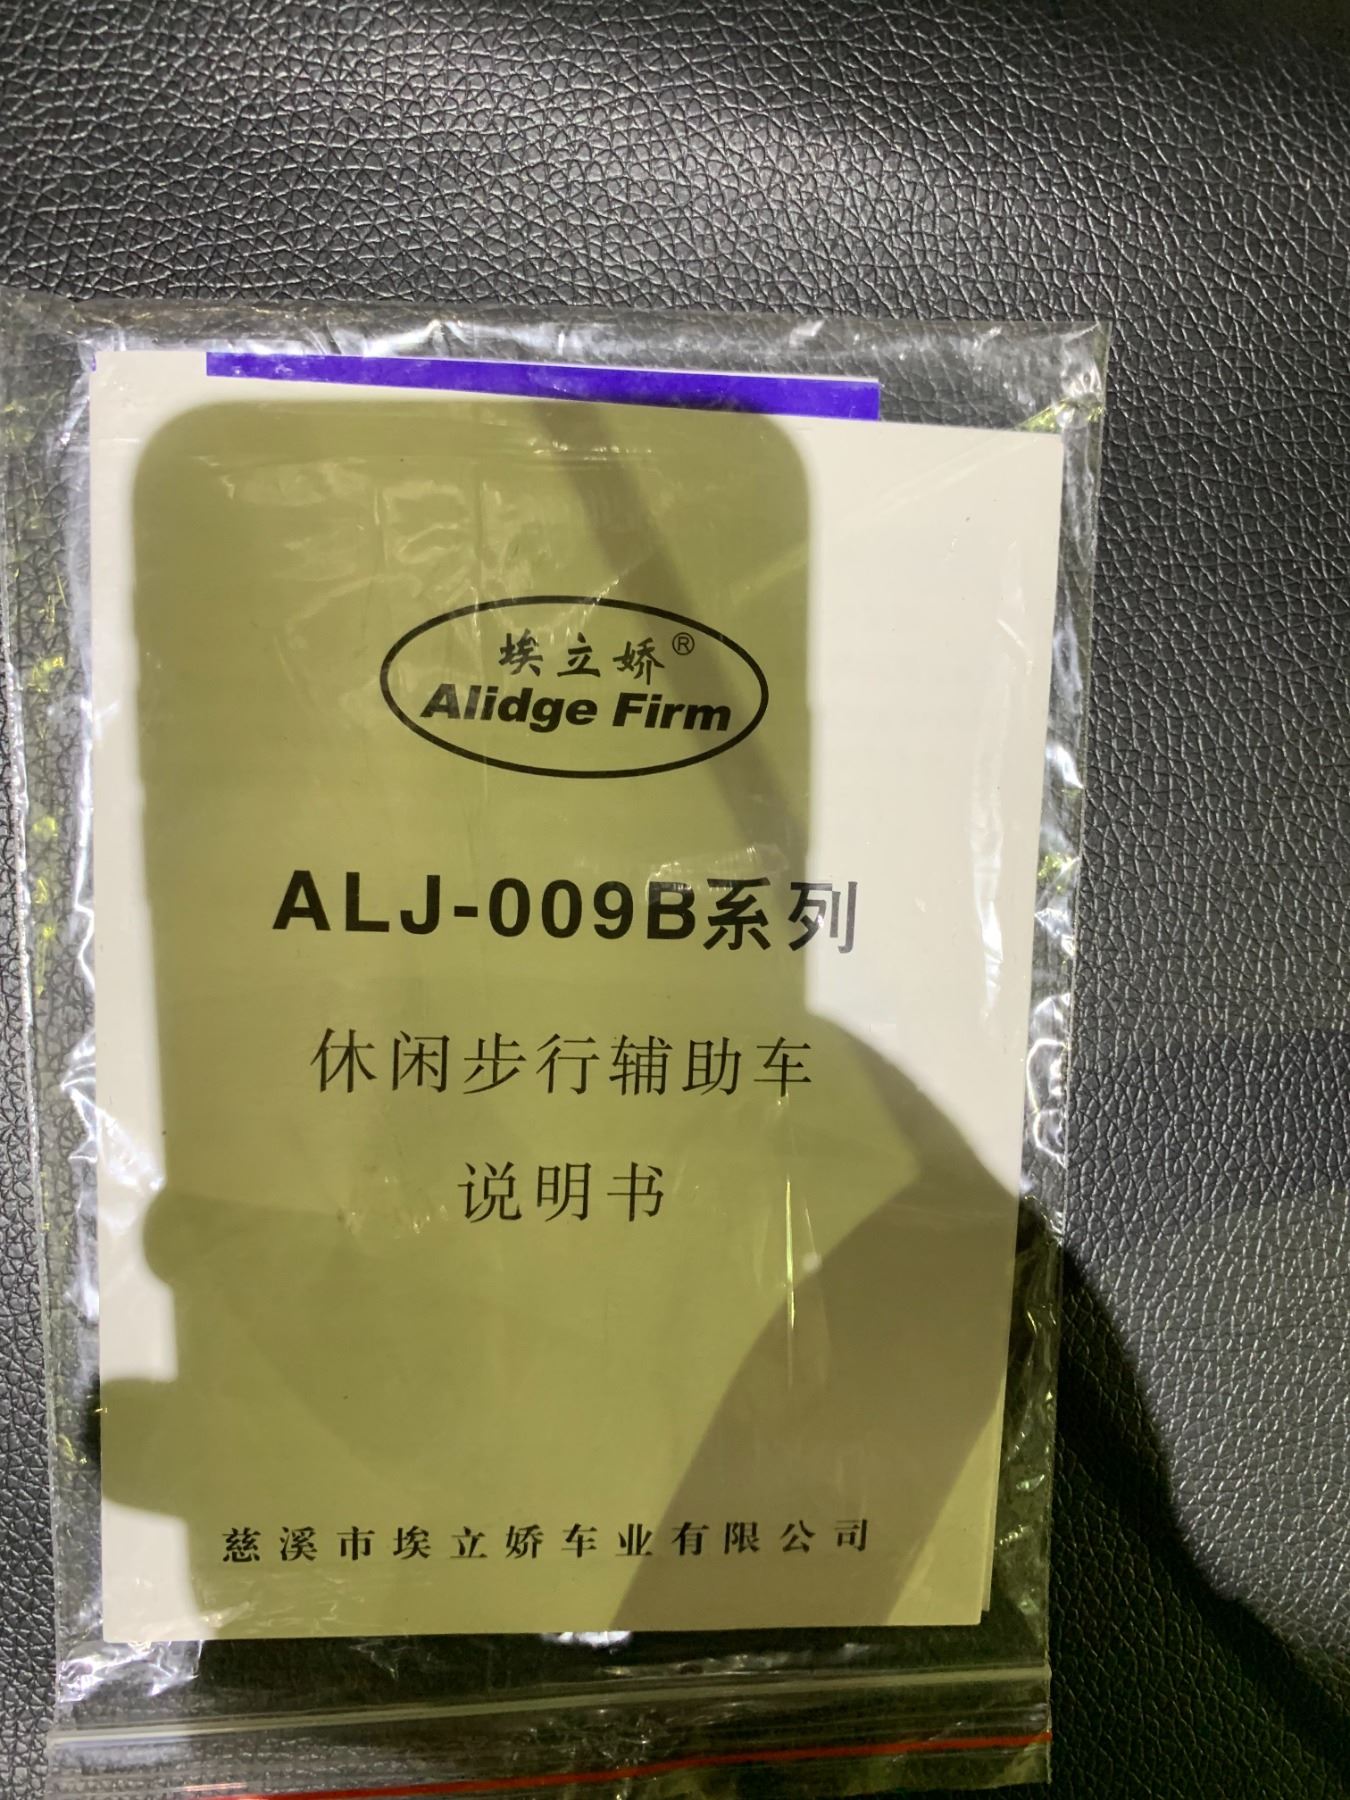 埃立娇®
Alidge Firm
ALJ-009B系列
休闲步行辅助车
说明书
慈溪市埃立娇车业有限公司